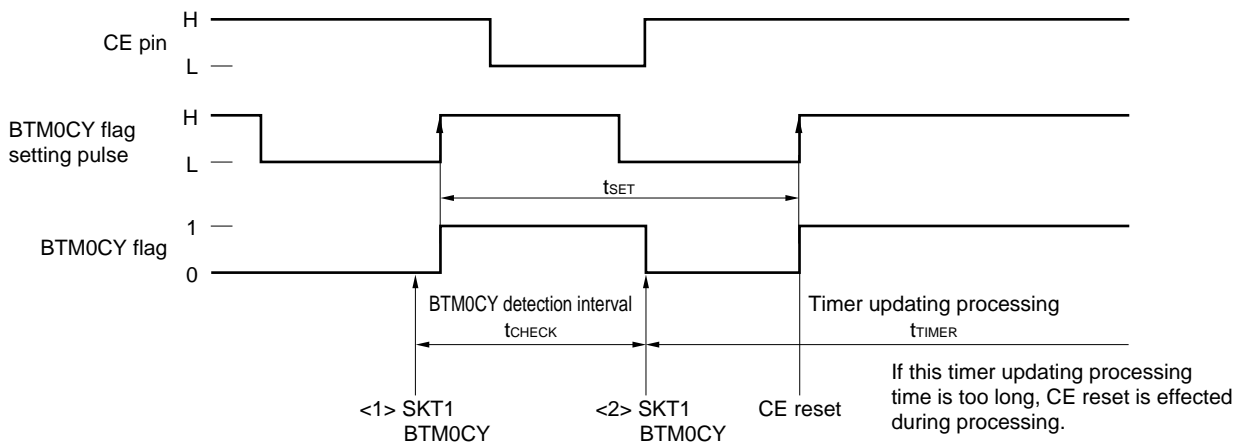 H
CE pin
L
H
BTM0CY flag
setting pulse
L
tSET
1
BTM0CY flag
0
BTM0CY detection interval
tCHECK
Timer updating processing
tTIMER
If this timer updating processing
time is too long, CE reset is effected
during processing.
<1> SKT1
BTM0CY
<2> SKT1
BTM0CY
CE reset